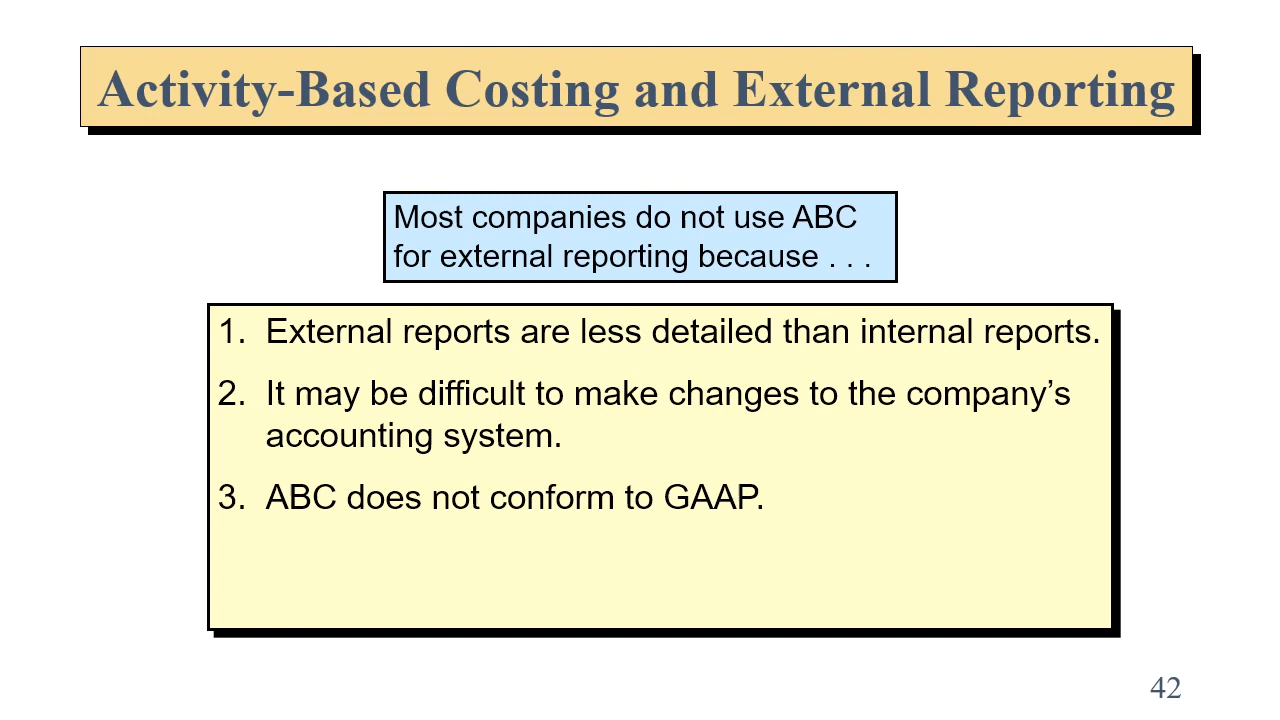 Activity-Based Costing and External Reporting
Most companies do not use ABC
for external reporting because . . .
1. External reports are less detailed than internal reports.
2. It may be difficult to make changes to the company’s
accounting system.
3. ABC does not conform to GAAP.
42